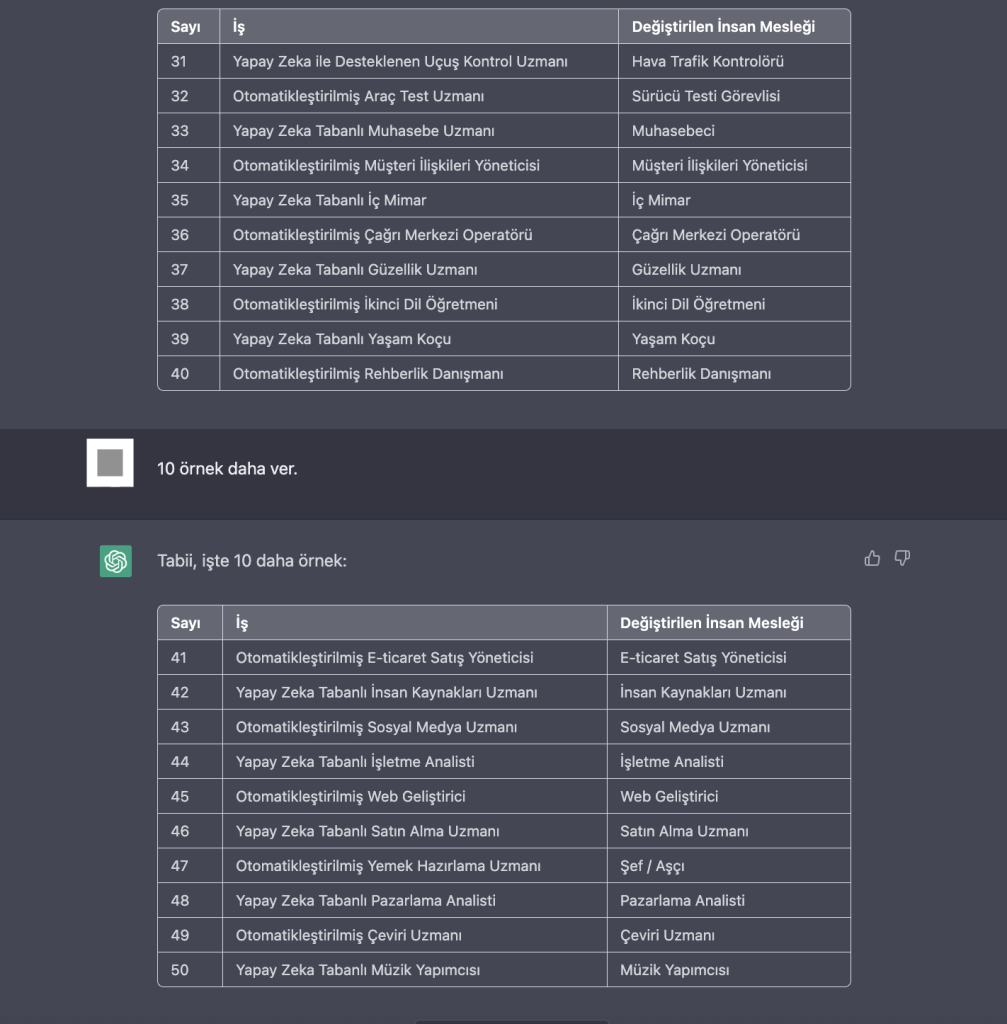 Sayı İş Değiştirilen İnsan Mesleği
31 Yapay Zeka ile Desteklenen Uçuş Kontrol Uzmanı Hava Trafik Kontrolörü
32 Otomatikleştirilmiş Araç Test Uzmanı Sürücü Testi Görevlisi
33 Yapay Zeka Tabanlı Muhasebe Uzmanı Muhasebeci
34 Otomatikleştirilmiş Müşteri İlişkileri Yöneticisi Müşteri İlişkileri Yöneticisi
35 Yapay Zeka Tabanlı İç Mimar İç Mimar
36 Otomatikleştirilmiş Çağrı Merkezi Operatörü Çağrı Merkezi Operatörü
37 Yapay Zeka Tabanlı Güzellik Uzmanı Güzellik Uzmanı
38 Otomatikleştirilmiş İkinci Dil Öğretmeni İkinci Dil Öğretmeni
39 Yapay Zeka Tabanlı Yaşam Koçu Yaşam Koçu
40 Otomatikleştirilmiş Rehberlik Danışmanı Rehberlik Danışmanı
10 örnek daha ver.
Tabii, işte 10 daha örnek:
Sayı İş Değiştirilen İnsan Mesleği
41 Otomatikleştirilmiş E-ticaret Satış Yöneticisi E-ticaret Satış Yöneticisi
42 Yapay Zeka Tabanlı İnsan Kaynakları Uzmanı İnsan Kaynakları Uzmanı
43 Otomatikleştirilmiş Sosyal Medya Uzmanı Sosyal Medya Uzmanı
44 Yapay Zeka Tabanlı İşletme Analisti İşletme Analisti
45 Otomatikleştirilmiş Web Geliştirici Web Geliştirici
46 Yapay Zeka Tabanlı Satın Alma Uzmanı Satın Alma Uzmanı
47 Otomatikleştirilmiş Yemek Hazırlama Uzmanı Şef / Aşçı
48 Yapay Zeka Tabanlı Pazarlama Analisti Pazarlama Analisti
49 Otomatikleştirilmiş Çeviri Uzmanı Çeviri Uzmanı
50 Yapay Zeka Tabanlı Müzik Yapımcısı Müzik Yapımcısı